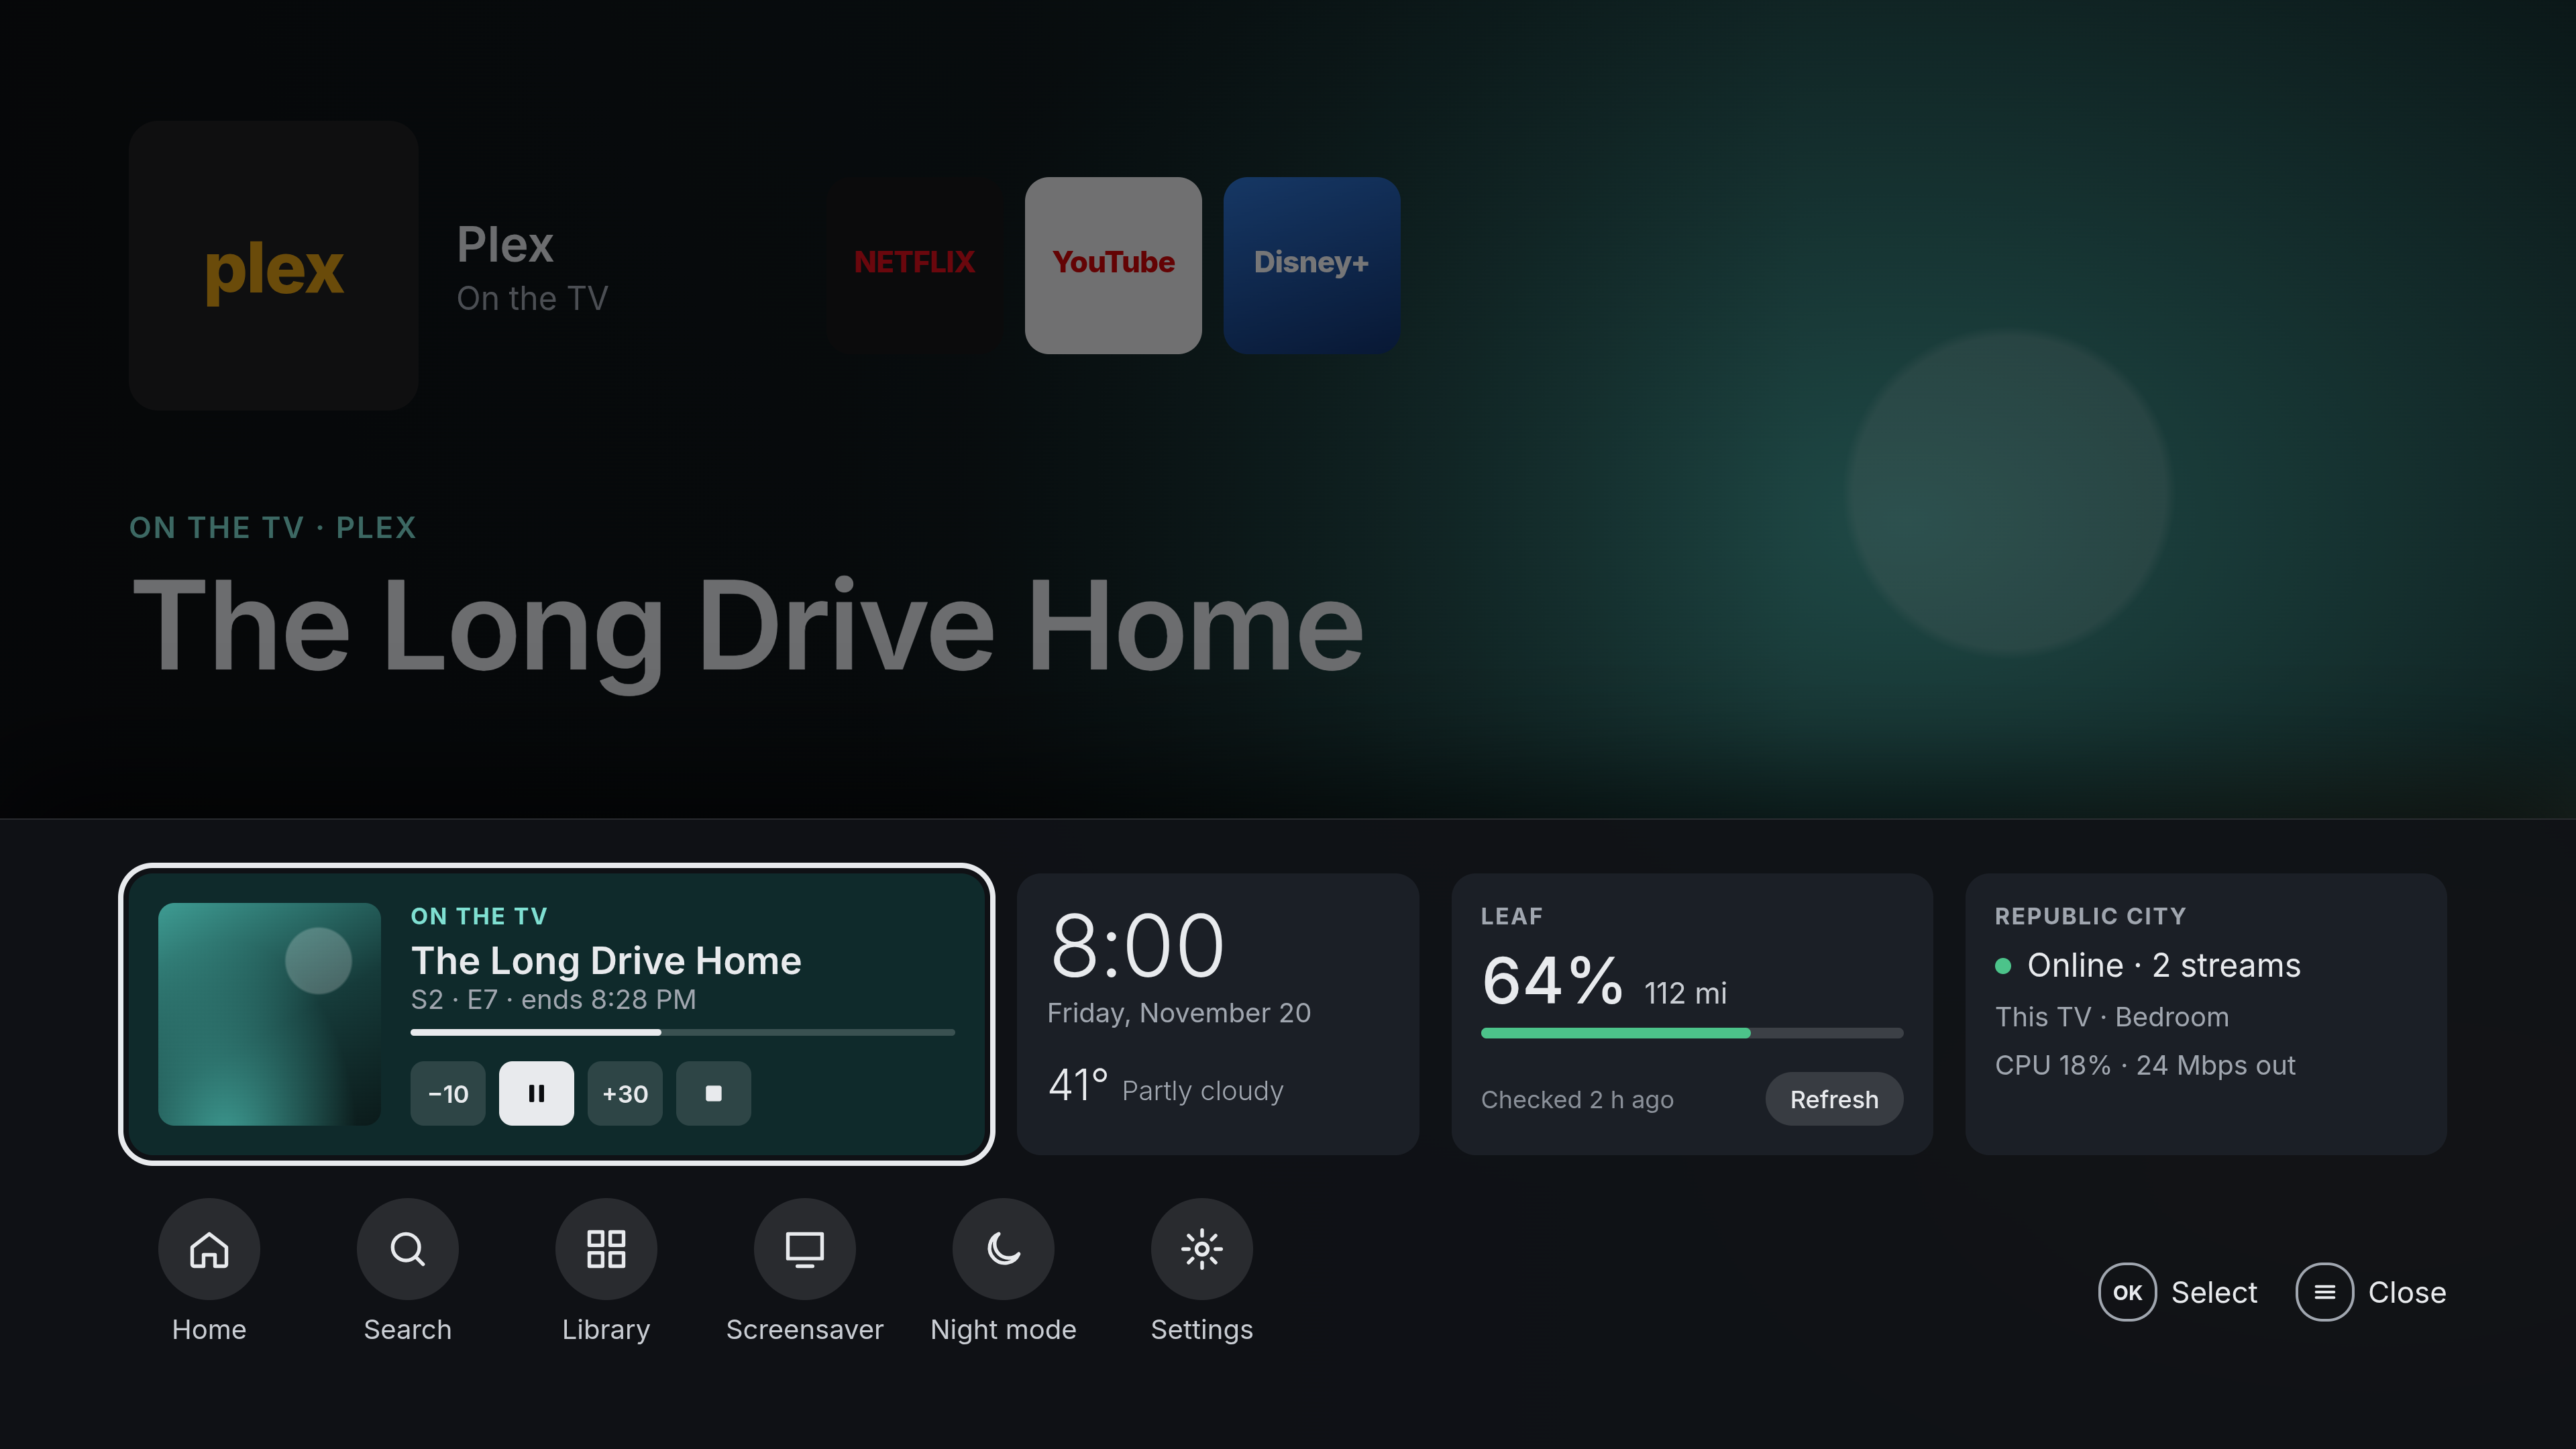 plex
Plex
On the TV
NETFLIX
YouTube
Disney+
ON THE TV · PLEX
The Long Drive Home
ON THE TV
The Long Drive Home
S2 · E7 · ends 8:28 PM
−10
+30
8:00
Friday, November 20
41° Partly cloudy
LEAF
64% 112 mi
Checked 2 h ago
Refresh
REPUBLIC CITY
Online · 2 streams
This TV · Bedroom
CPU 18% · 24 Mbps out
Home
Search
Library
Screensaver
Night mode
Settings
OK Select
Close